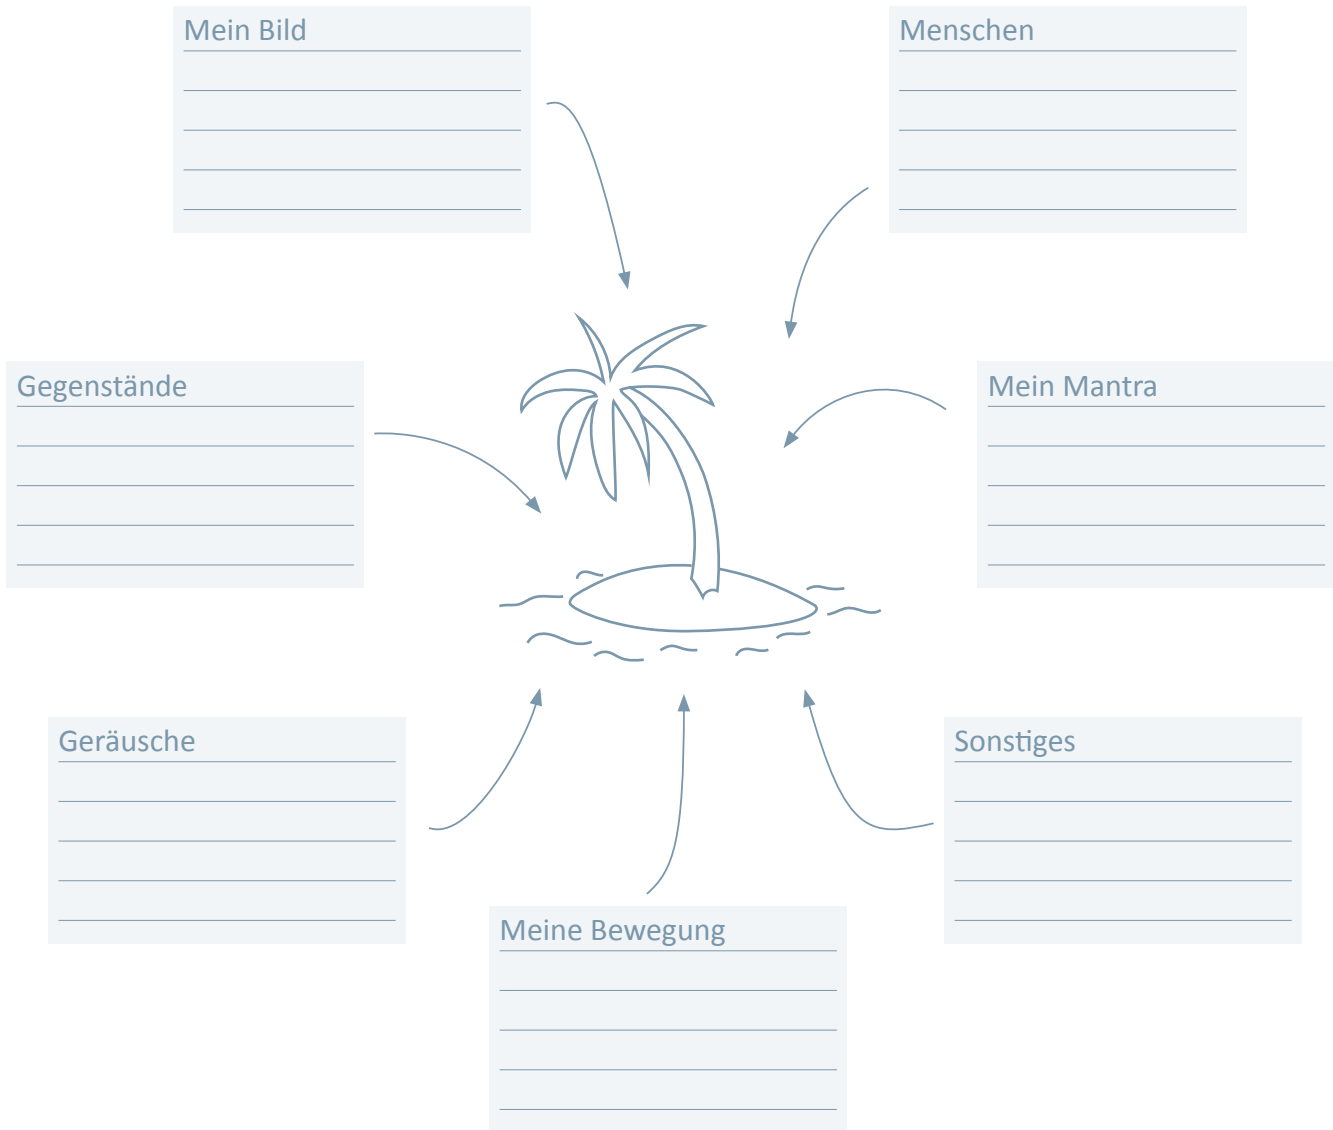 Mein Bild
Menschen
Gegenstände
Mein Mantra
Geräusche
Sonstiges
Meine Bewegung